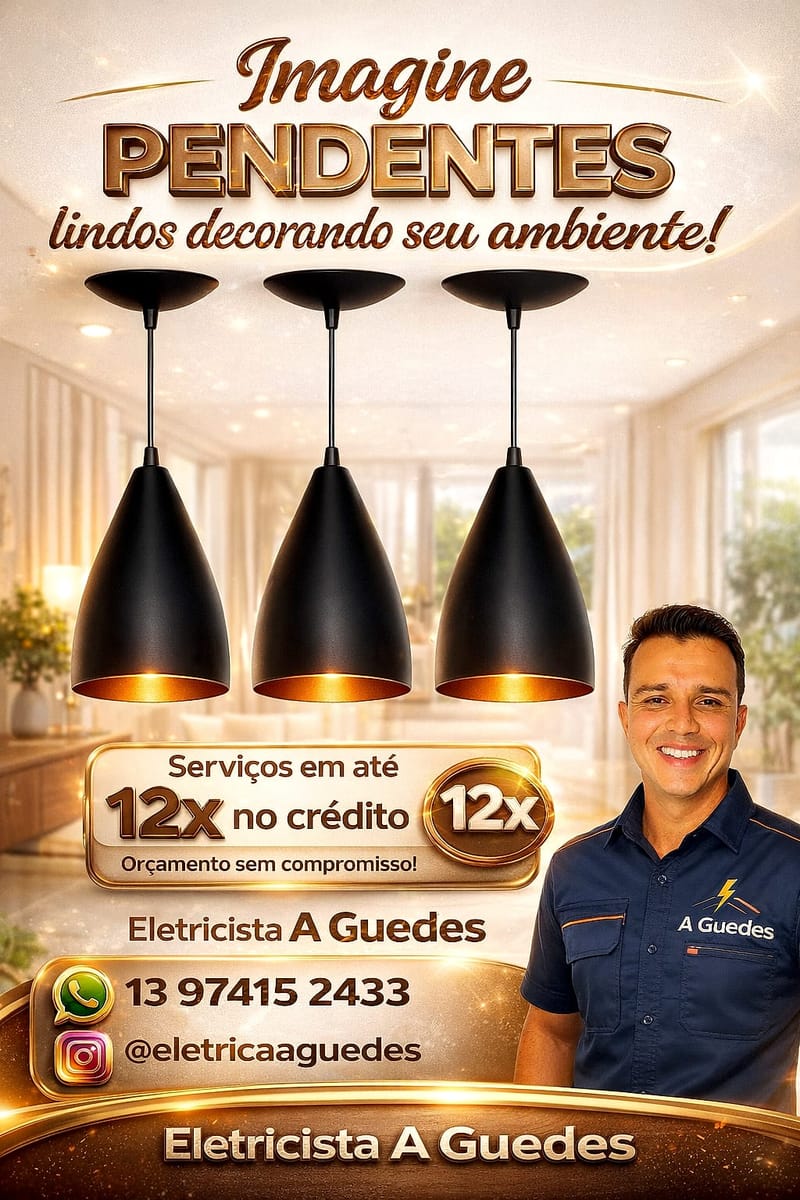 Imagine
PENDENTES
lindos decorando seu ambiente!
Serviços em até
12x no crédito
12x
Orçamento sem compromisso!
Eletricista A Guedes
A Guedes
13 97415 2433
@eletricaaguedes
Eletricista A Guedes